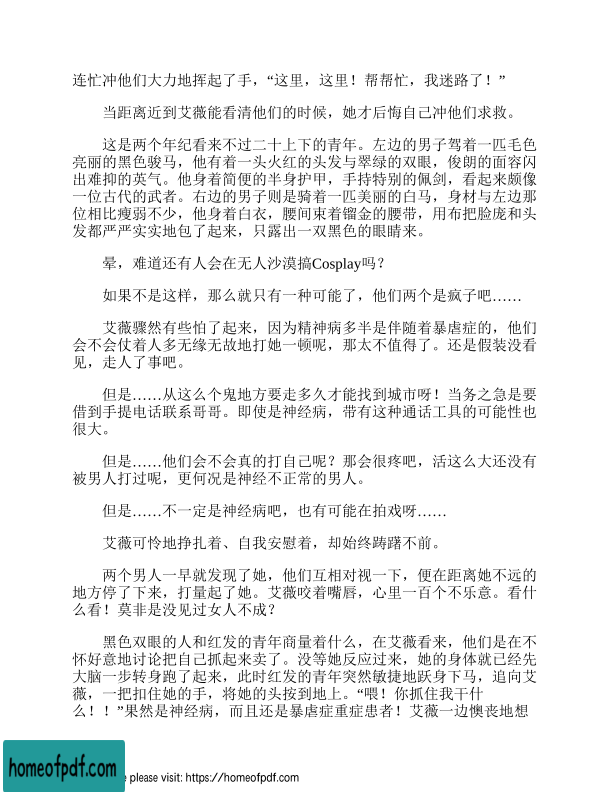 连忙冲他们大力地挥起了手，“这里，这里！帮帮忙，我迷路了！”
当距离近到艾薇能看清他们的时候，她才后悔自己冲他们求救。
这是两个年纪看来不过二十上下的青年。左边的男子驾着一匹毛色
亮丽的黑色骏马，他有着一头火红的头发与翠绿的双眼，俊朗的面容闪
出难抑的英气。他身着简便的半身护甲，手持特别的佩剑，看起来颇像
一位古代的武者。右边的男子则是骑着一匹美丽的白马，身材与左边那
位相比瘦弱不少，他身着白衣，腰间束着镏金的腰带，用布把脸庞和头
发都严严实实地包了起来，只露出一双黑色的眼睛来。
晕，难道还有人会在无人沙漠搞Cosplay吗？
如果不是这样，那么就只有一种可能了，他们两个是疯子吧……
艾薇骤然有些怕了起来，因为精神病多半是伴随着暴虐症的，他们
会不会仗着人多无缘无故地打她一顿呢，那太不值得了。还是假装没看
见，走人了事吧。
但是……从这么个鬼地方要走多久才能找到城市呀！当务之急是要
借到手提电话联系哥哥。即使是神经病，带有这种通话工具的可能性也
很大。
但是……他们会不会真的打自己呢？那会很疼吧，活这么大还没有
被男人打过呢，更何况是神经不正常的男人。
但是……不一定是神经病吧，也有可能在拍戏呀……
艾薇可怜地挣扎着、自我安慰着，却始终踌躇不前。
两个男人一早就发现了她，他们互相对视一下，便在距离她不远的
地方停了下来，打量起了她。艾薇咬着嘴唇，心里一百个不乐意。看什
么看！莫非是没见过女人不成？
黑色双眼的人和红发的青年商量着什么，在艾薇看来，他们是在不
怀好意地讨论把自己抓起来卖了。没等她反应过来，她的身体就已经先
大脑一步转身跑了起来，此时红发的青年突然敏捷地跃身下马，追向艾
薇，一把扣住她的手，将她的头按到地上。“喂！你抓住我干什
么！！”果然是神经病，而且还是暴虐症重症患者！艾薇一边懊丧地想
homeofpdf.com
e please visit: https://homeofpdf.com